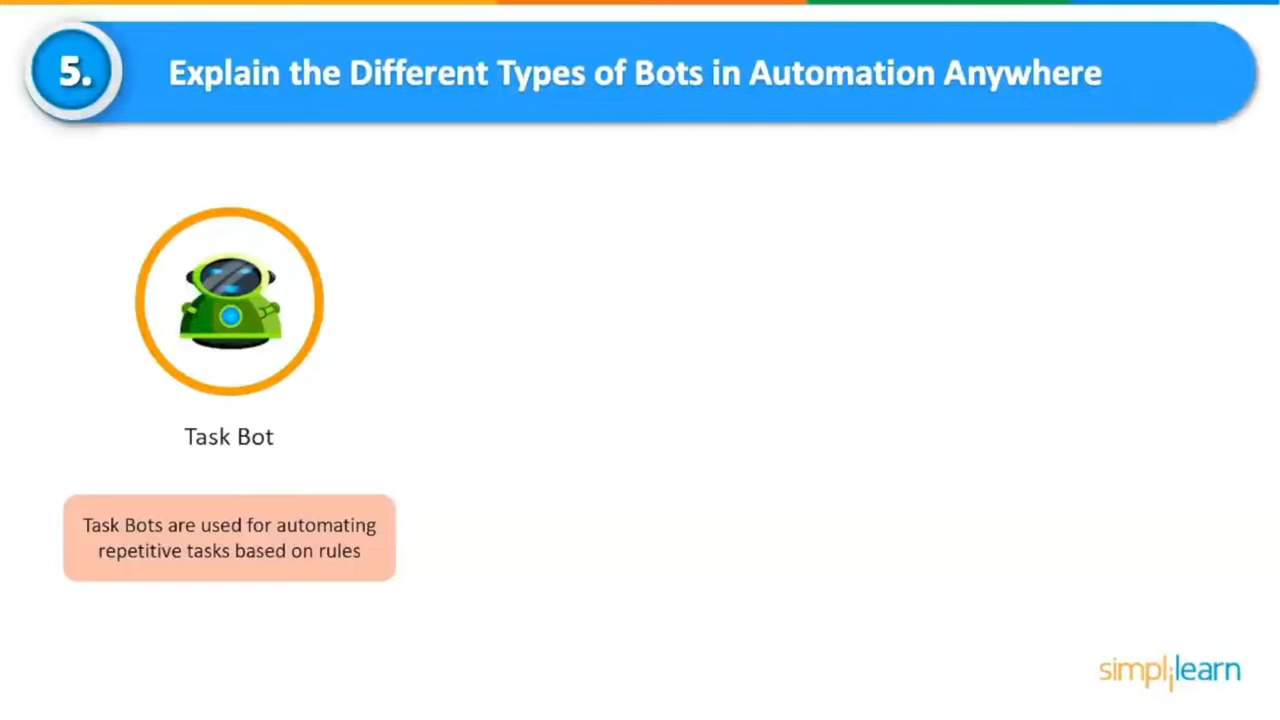 5.
Explain the Different Types of Bots in Automation Anywhere
Task Bot
Task Bots are used for automating
repetitive tasks based on rules
simplilearn